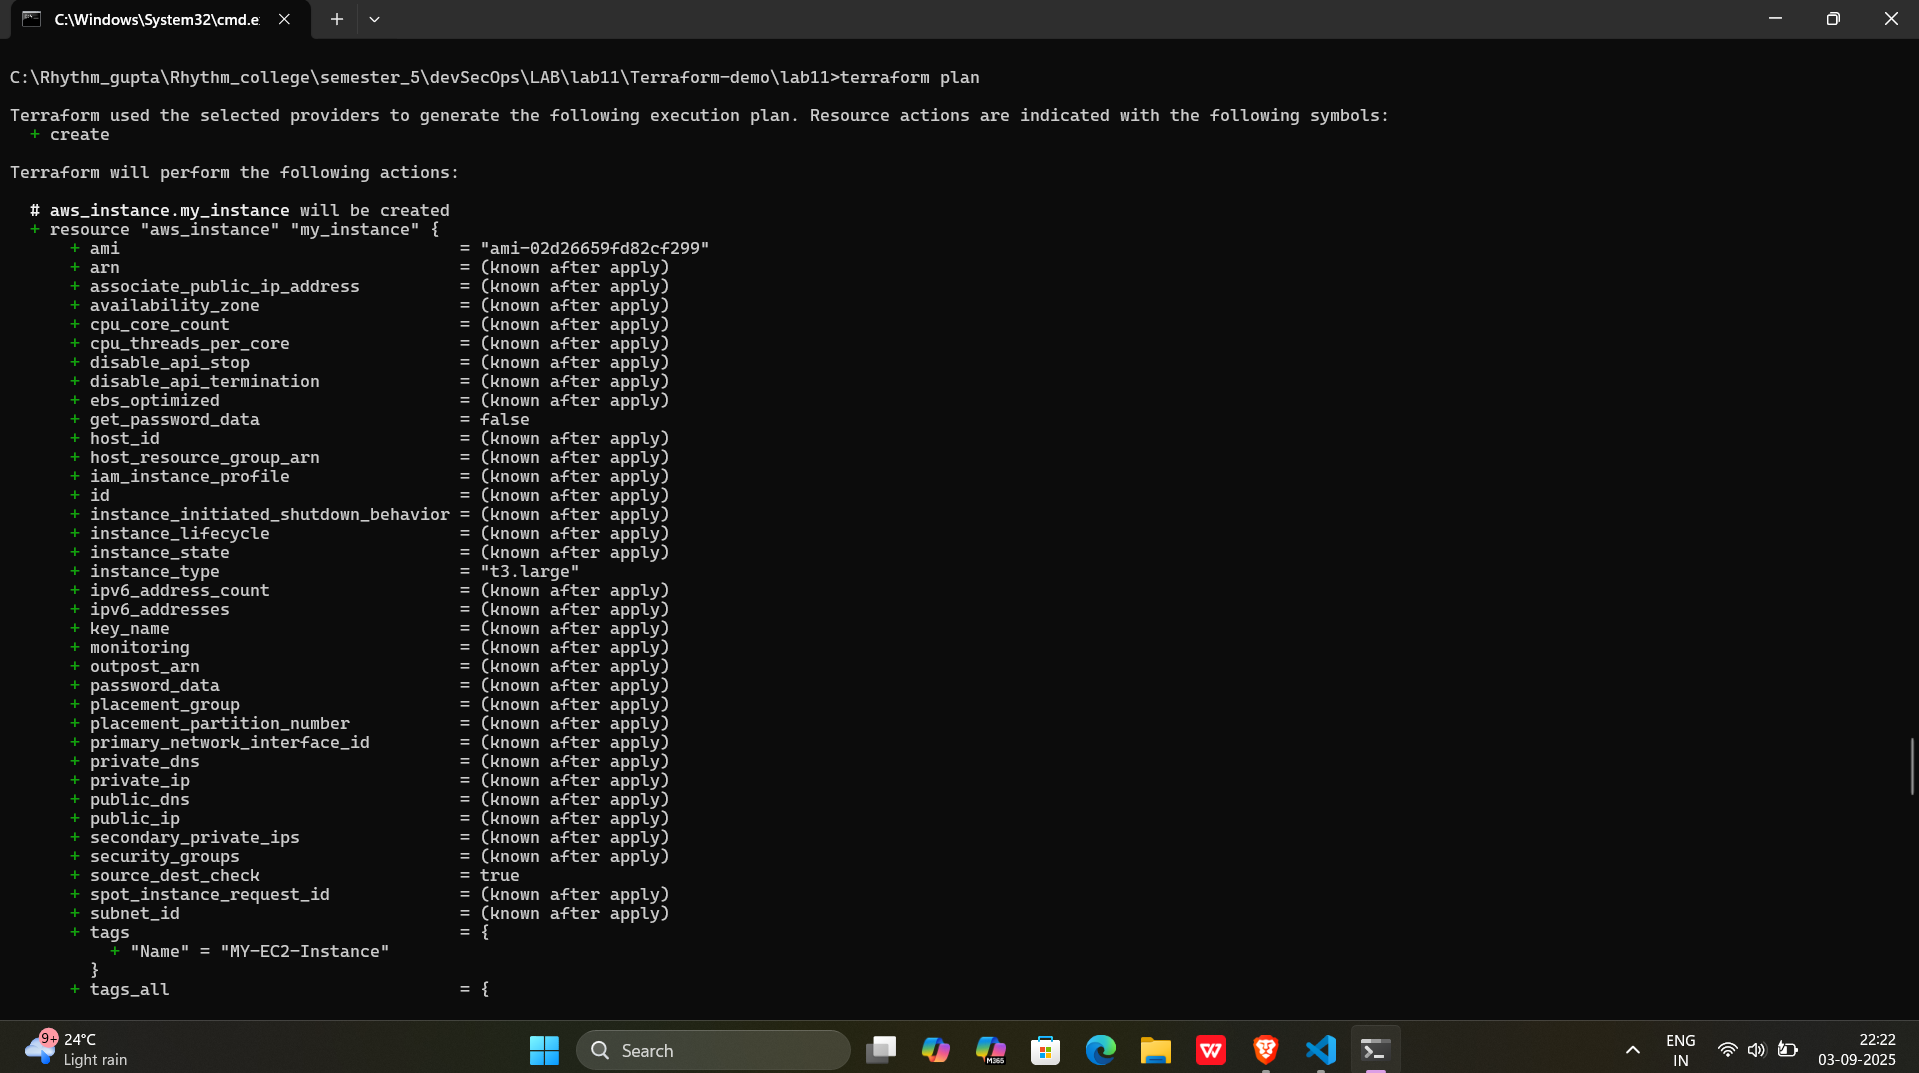 C:\Windows\System32\cmd.e
C:\Rhythm_gupta\Rhythm_college\semester_5\devSecOps\LAB\lab11\Terraform-demo\lab11>terraform plan
Terraform used the selected providers to generate the following execution plan. Resource actions are indicated with the following symbols:
+ create
Terraform will perform the following actions:
# aws_instance.my_instance will be created
+ resource "aws_instance" "my_instance" {
+ ami = "ami-02d26659fd82cf299"
+ arn = (known after apply)
+ associate_public_ip_address = (known after apply)
+ availability_zone = (known after apply)
+ cpu_core_count = (known after apply)
+ cpu_threads_per_core = (known after apply)
+ disable_api_stop = (known after apply)
+ disable_api_termination = (known after apply)
+ ebs_optimized = (known after apply)
+ get_password_data = false
+ host_id = (known after apply)
+ host_resource_group_arn = (known after apply)
+ iam_instance_profile = (known after apply)
+ id = (known after apply)
+ instance_initiated_shutdown_behavior = (known after apply)
+ instance_lifecycle = (known after apply)
+ instance_state = (known after apply)
+ instance_type = "t3.large"
+ ipv6_address_count = (known after apply)
+ ipv6_addresses = (known after apply)
+ key_name = (known after apply)
+ monitoring = (known after apply)
+ outpost_arn = (known after apply)
+ password_data = (known after apply)
+ placement_group = (known after apply)
+ placement_partition_number = (known after apply)
+ primary_network_interface_id = (known after apply)
+ private_dns = (known after apply)
+ private_ip = (known after apply)
+ public_dns = (known after apply)
+ public_ip = (known after apply)
+ secondary_private_ips = (known after apply)
+ security_groups = (known after apply)
+ source_dest_check = true
+ spot_instance_request_id = (known after apply)
+ subnet_id = (known after apply)
+ tags = {
+ "Name" = "MY-EC2-Instance"
}
+ tags_all = {
9+
24°C
Light rain
Search
M365
ENG
IN
22:22
03-09-2025